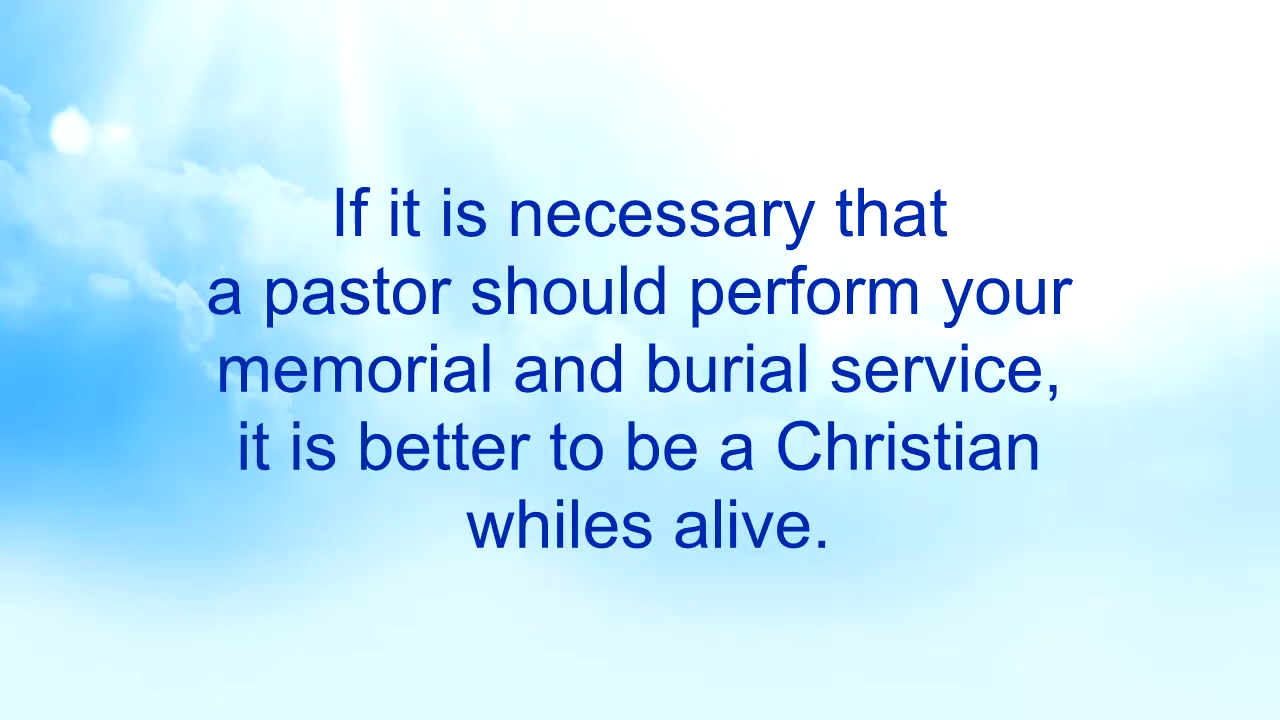 If it is necessary that
a pastor should perform your
memorial and burial service,
it is better to be a Christian
whiles alive.